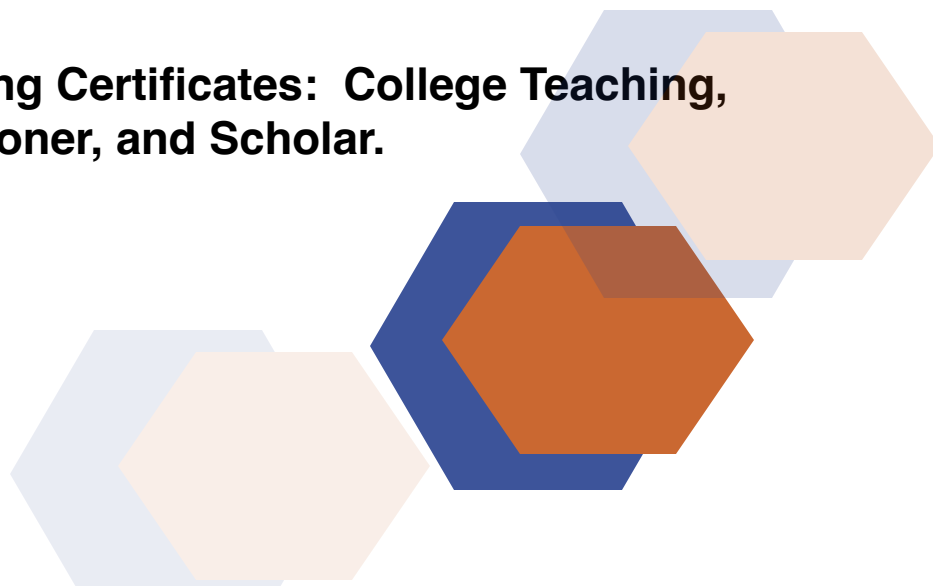 ng Certificates:  College Teaching,
oner, and Scholar.